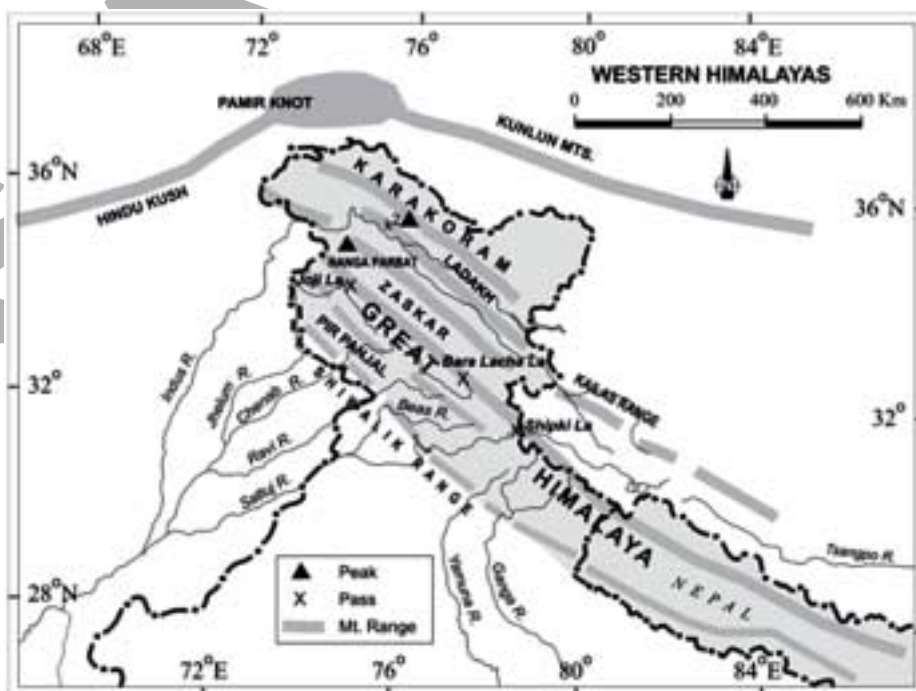 68°E 72° 76° 80° 84°E
WESTERN HIMALAYAS
0 200 400 600 Km
PAMIR KNOT
KUNLUN MTS.
36°N
HINDU KUSH
36°N
KARAKORAM
K2
LADAKH
NANGA PARBAT
Joji La
ZASKAR
GREAT
PIR PANJAL
Bara Lacha La
KAILAS RANGE
32°
32°
Indus R.
Jhelum R.
Chenab R.
SHIWALIK RANGE
Beas R.
Shipki La
Ravi R.
Satluj R.
HIMALAYA
Tsangpo R.
Peak
Pass
Mt. Range
Yamuna R.
Ganga R.
NEPAL
28°N
72° 76° 80° 84°E